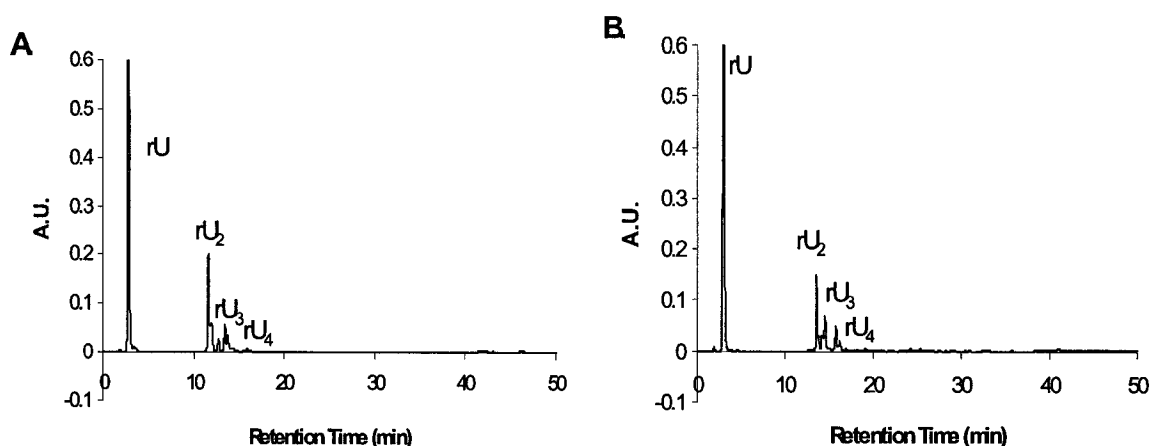 A.
0.6
0.5
0.4
0.3
0.2
0.1
0
-0.1
A.U.
rU
rU₂
rU₃
rU₄
0 10 20 30 40 50
Retention Time (min)
B.
0.6
0.5
0.4
0.3
0.2
0.1
0
-0.1
A.U.
rU
rU₂
rU₃
rU₄
0 10 20 30 40 50
Retention Time (min)